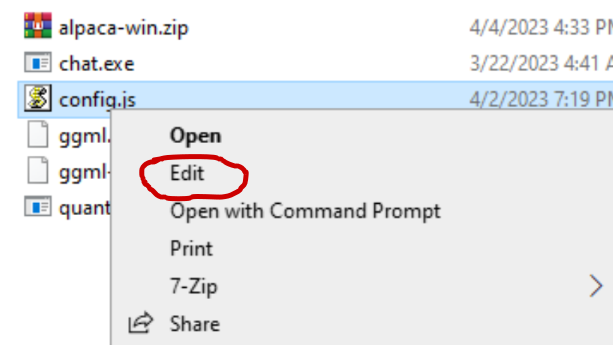 alpaca-win.zip 4/4/2023 4:33 PM
chat.exe 3/22/2023 4:41 A
config.js 4/2/2023 7:19 PM
ggml.
Open
ggml-
Edit
quant
Open with Command Prompt
Print
7-Zip
Share